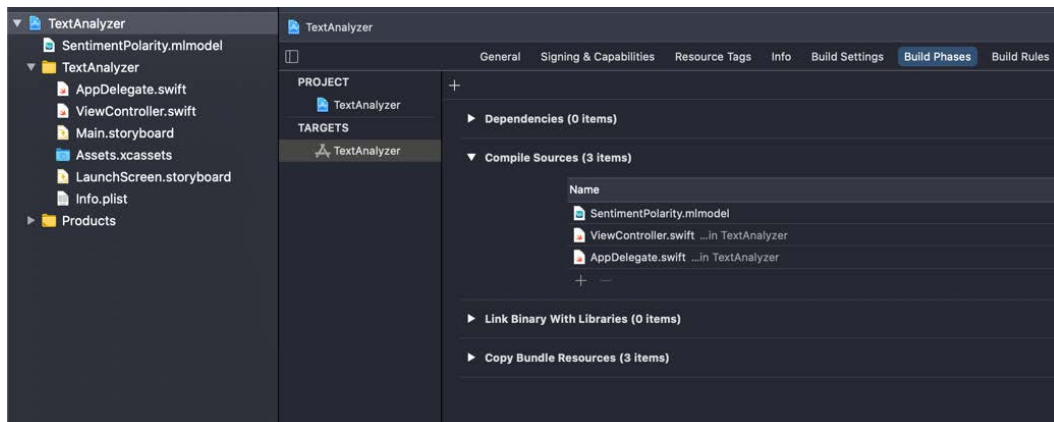 TextAnalyzer
SentimentPolarity.mlmodel
TextAnalyzer
AppDelegate.swift
ViewController.swift
Main.storyboard
Assets.xcassets
LaunchScreen.storyboard
Info.plist
Products
TextAnalyzer
General Signing & Capabilities Resource Tags Info Build Settings Build Phases Build Rules
PROJECT
TextAnalyzer
TARGETS
TextAnalyzer
Dependencies (0 items)
Compile Sources (3 items)
Name
SentimentPolarity.mlmodel
ViewController.swift ...in TextAnalyzer
AppDelegate.swift ...in TextAnalyzer
Link Binary With Libraries (0 items)
Copy Bundle Resources (3 items)